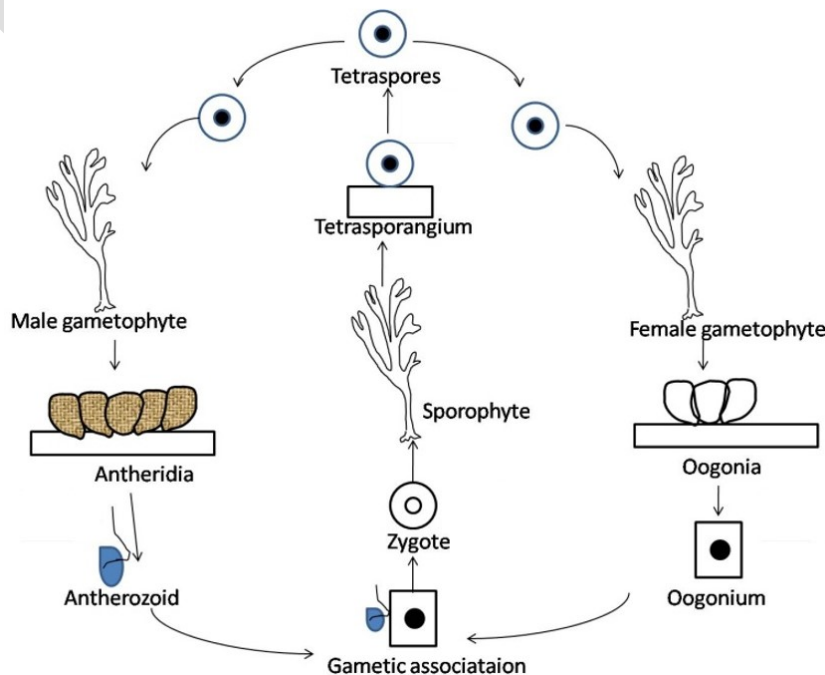 Tetraspores
Tetrasporangium
Male gametophyte
Female gametophyte
Sporophyte
Antheridia
Oogonia
Zygote
Antherozoid
Oogonium
Gametic associataion